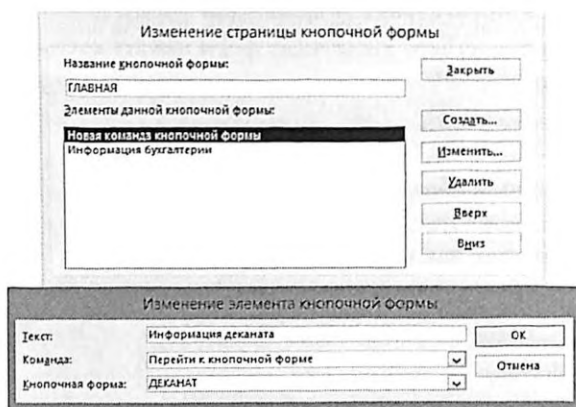 Изменение страницы кнопочной формы
Название кнопочной формы:
Закрыть
ГЛАВНАЯ
Элементы данной кнопочной формы:
Создать...
Новая команда кнопочной формы
Информация бухгалтерии
Изменить...
Удалить
Вверх
Вниз
Изменение элемента кнопочной формы
Текст: Информация деканата ОК
Команда: Перейти к кнопочной форме Отмена
Кнопочная форма: ДЕКАНАТ